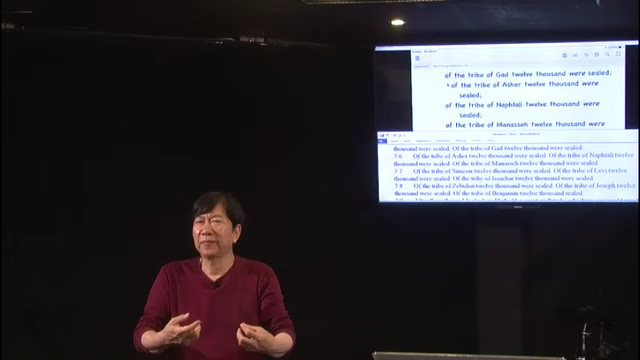 of the tribe of Gad twelve thousand were sealed;
6 of the tribe of Asher twelve thousand were
sealed;
of the tribe of Naphtali twelve thousand were
sealed;
of the tribe of Manasseh twelve thousand were
thousand were sealed. Of the tribe of Gad twelve thousand were sealed.
7:6 Of the tribe of Asher twelve thousand were sealed. Of the tribe of Naphtali twelve
thousand were sealed. Of the tribe of Manasseh twelve thousand were sealed.
7:7 Of the tribe of Simeon twelve thousand were sealed. Of the tribe of Levi twelve
thousand were sealed. Of the tribe of Issachar twelve thousand were sealed.
7:8 Of the tribe of Zebulun twelve thousand were sealed. Of the tribe of Joseph twelve
thousand were sealed. Of the tribe of Benjamin twelve thousand were sealed.